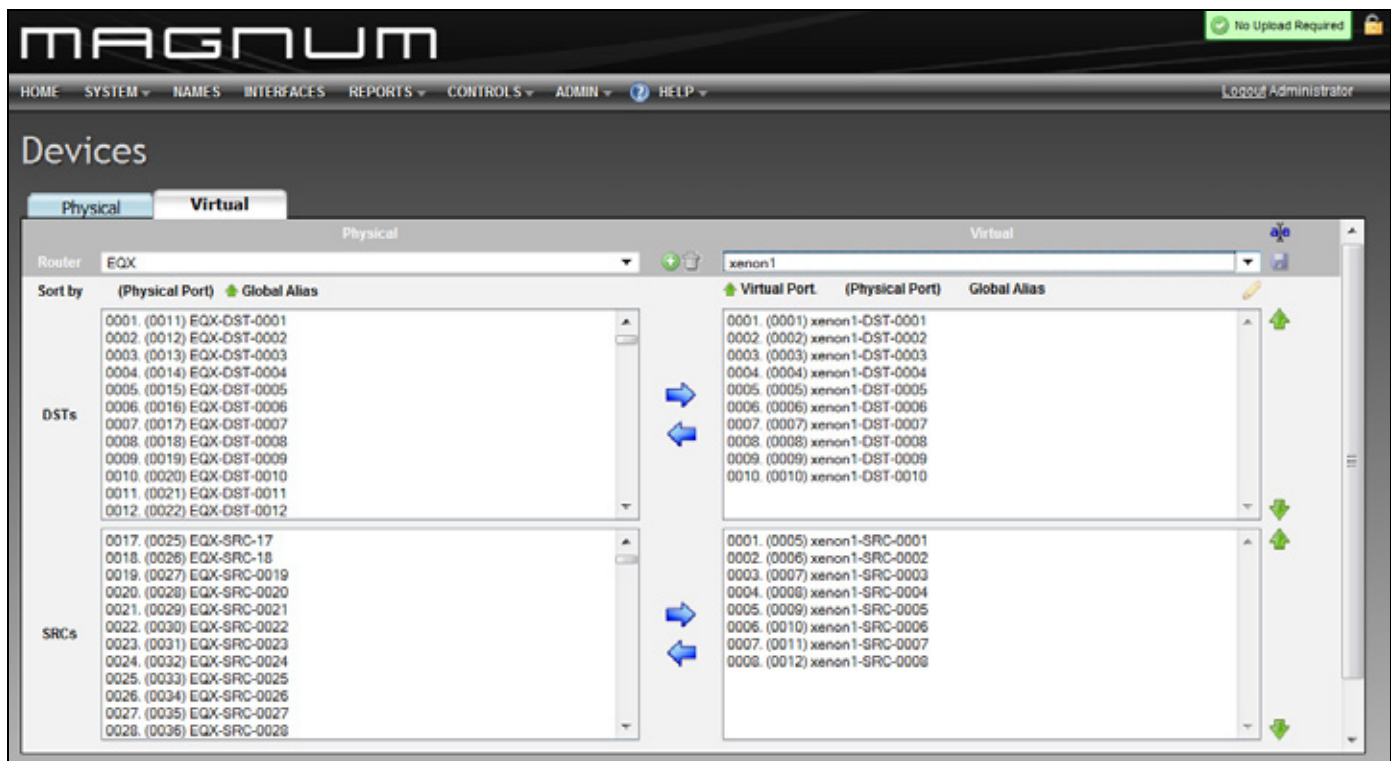 MAGNUM
No Upload Required
HOME SYSTEM NAMES INTERFACES REPORTS CONTROLS ADMIN ? HELP
Logout Administrator
Devices
Physical Virtual
Physical Virtual
a e
Router EQX xenon1
Sort by (Physical Port) Global Alias Virtual Port. (Physical Port) Global Alias
DSTs
0001. (0011) EQX-DST-0001
0002. (0012) EQX-DST-0002
0003. (0013) EQX-DST-0003
0004. (0014) EQX-DST-0004
0005. (0015) EQX-DST-0005
0006. (0016) EQX-DST-0006
0007. (0017) EQX-DST-0007
0008. (0018) EQX-DST-0008
0009. (0019) EQX-DST-0009
0010. (0020) EQX-DST-0010
0011. (0021) EQX-DST-0011
0012. (0022) EQX-DST-0012
0001. (0001) xenon1-DST-0001
0002. (0002) xenon1-DST-0002
0003. (0003) xenon1-DST-0003
0004. (0004) xenon1-DST-0004
0005. (0005) xenon1-DST-0005
0006. (0006) xenon1-DST-0006
0007. (0007) xenon1-DST-0007
0008. (0008) xenon1-DST-0008
0009. (0009) xenon1-DST-0009
0010. (0010) xenon1-DST-0010
SRCs
0017. (0025) EQX-SRC-17
0018. (0026) EQX-SRC-18
0019. (0027) EQX-SRC-0019
0020. (0028) EQX-SRC-0020
0021. (0029) EQX-SRC-0021
0022. (0030) EQX-SRC-0022
0023. (0031) EQX-SRC-0023
0024. (0032) EQX-SRC-0024
0025. (0033) EQX-SRC-0025
0026. (0034) EQX-SRC-0026
0027. (0035) EQX-SRC-0027
0028. (0036) EQX-SRC-0028
0001. (0005) xenon1-SRC-0001
0002. (0006) xenon1-SRC-0002
0003. (0007) xenon1-SRC-0003
0004. (0008) xenon1-SRC-0004
0005. (0009) xenon1-SRC-0005
0006. (0010) xenon1-SRC-0006
0007. (0011) xenon1-SRC-0007
0008. (0012) xenon1-SRC-0008